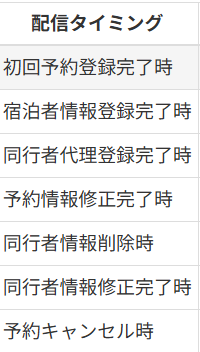 配信タイミング
初回予約登録完了時
宿泊者情報登録完了時
同行者代理登録完了時
予約情報修正完了時
同行者情報削除時
同行者情報修正完了時
予約キャンセル時